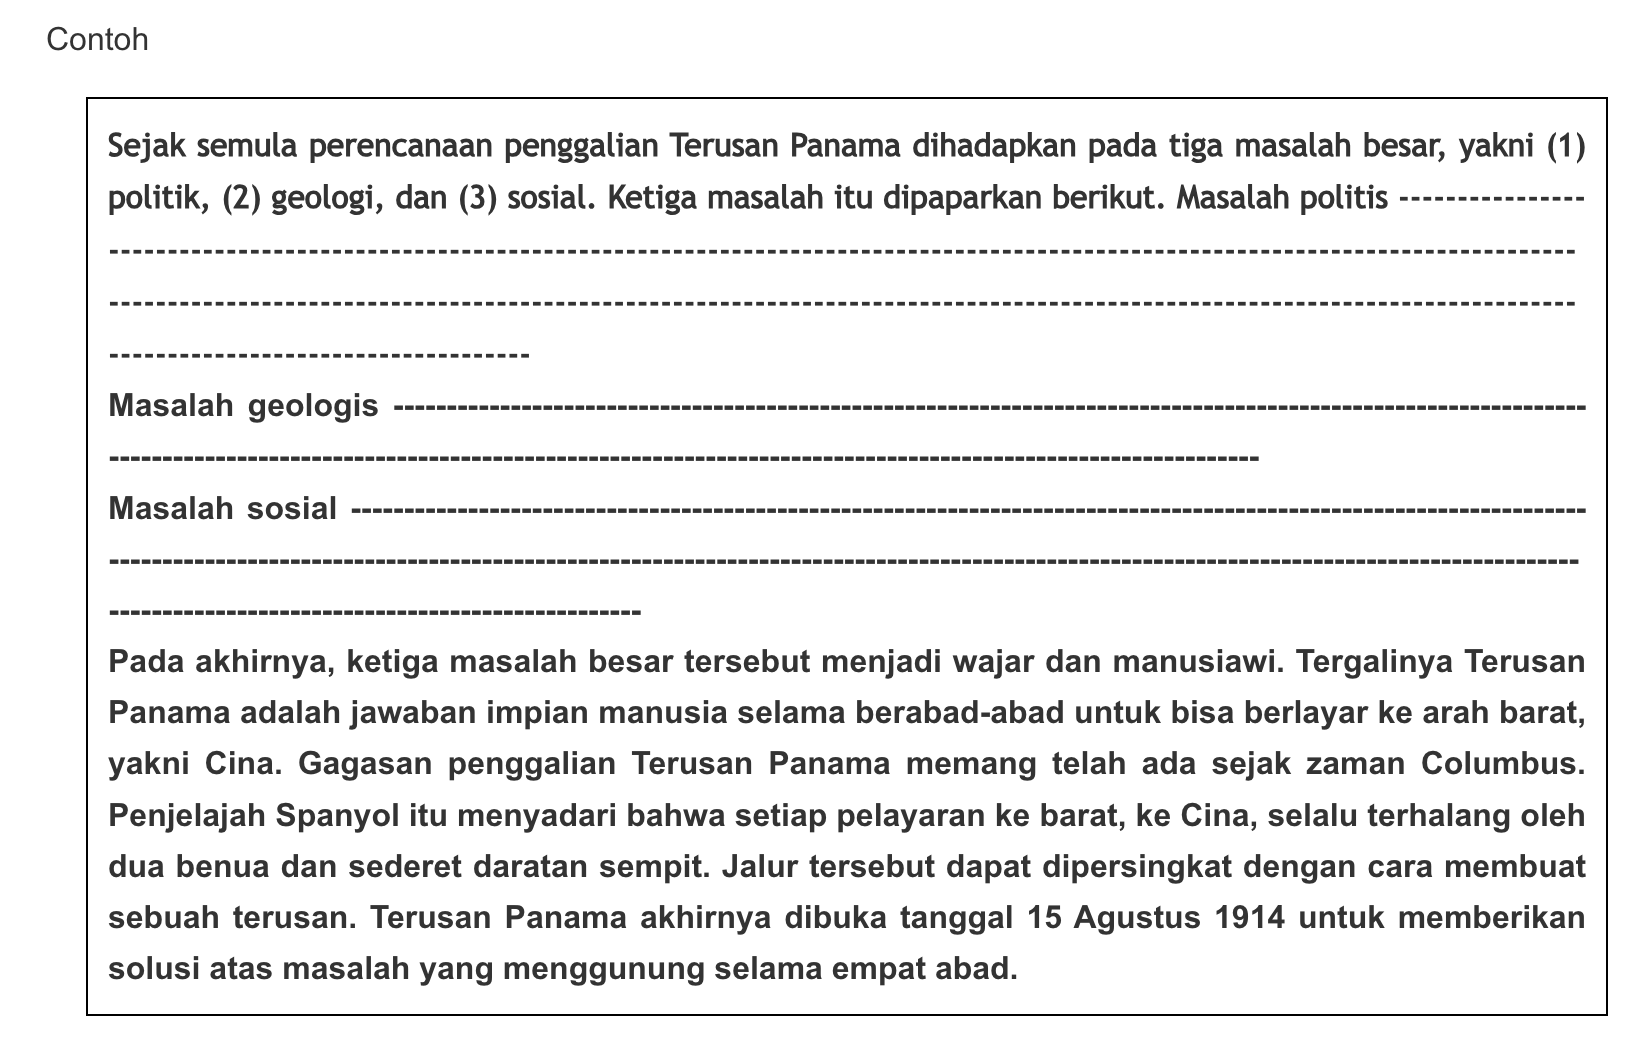 Contoh
Sejak semula perencanaan penggalian Terusan Panama dihadapkan pada tiga masalah besar, yakni (1)
politik, (2) geologi, dan (3) sosial. Ketiga masalah itu dipaparkan berikut. Masalah politis ----------------
-----------------------------------------------------------------------------------------------------------------------------
-----------------------------------------------------------------------------------------------------------------------------
------------------------------------
Masalah geologis ----------------------------------------------------------------------------------------------------------------
------------------------------------------------------------------------------------------------------------
Masalah sosial --------------------------------------------------------------------------------------------------------------------
------------------------------------------------------------------------------------------------------------------------------------------
--------------------------------------------------
Pada akhirnya, ketiga masalah besar tersebut menjadi wajar dan manusiawi. Tergalinya Terusan
Panama adalah jawaban impian manusia selama berabad-abad untuk bisa berlayar ke arah barat,
yakni Cina. Gagasan penggalian Terusan Panama memang telah ada sejak zaman Columbus.
Penjelajah Spanyol itu menyadari bahwa setiap pelayaran ke barat, ke Cina, selalu terhalang oleh
dua benua dan sederet daratan sempit. Jalur tersebut dapat dipersingkat dengan cara membuat
sebuah terusan. Terusan Panama akhirnya dibuka tanggal 15 Agustus 1914 untuk memberikan
solusi atas masalah yang menggunung selama empat abad.